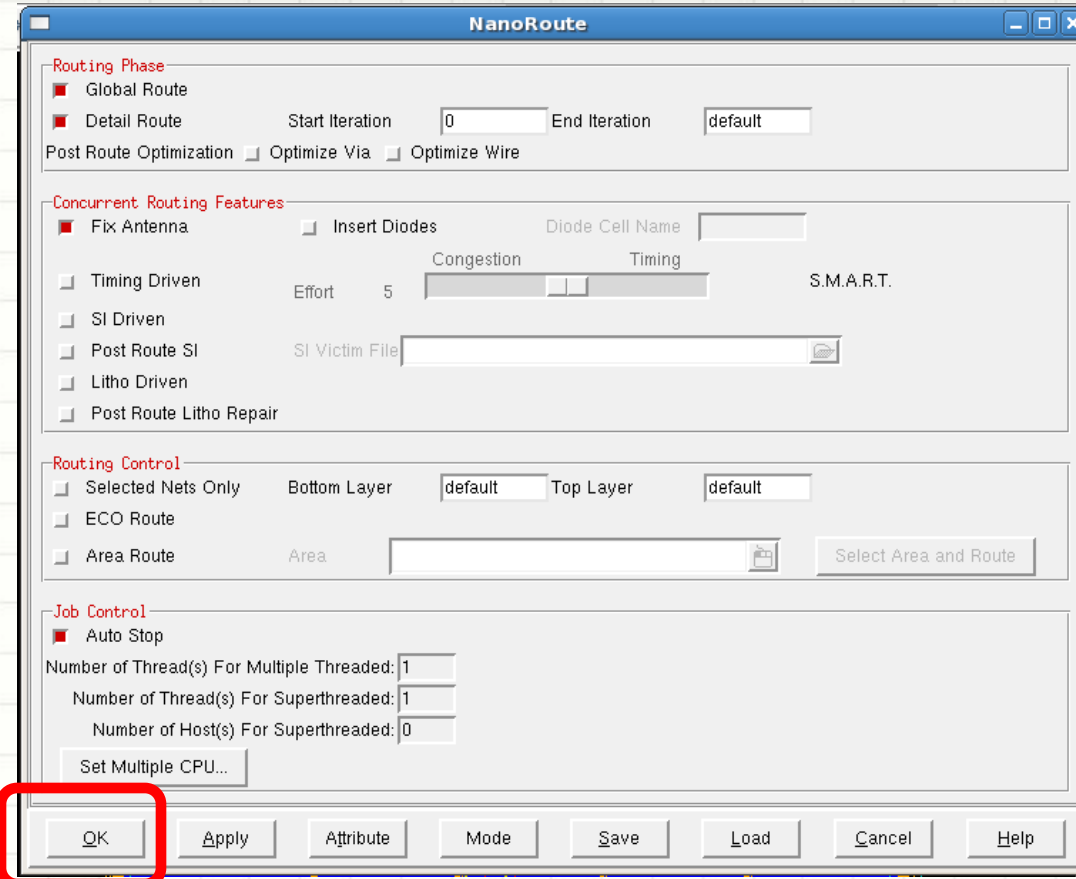 NanoRoute
Routing Phase
Global Route
Detail Route Start Iteration 0 End Iteration default
Post Route Optimization Optimize Via Optimize Wire
Concurrent Routing Features
Fix Antenna Insert Diodes Diode Cell Name
Congestion Timing
Timing Driven Effort 5 S.M.A.R.T.
SI Driven
Post Route SI SI Victim File
Litho Driven
Post Route Litho Repair
Routing Control
Selected Nets Only Bottom Layer default Top Layer default
ECO Route
Area Route Area Select Area and Route
Job Control
Auto Stop
Number of Thread(s) For Multiple Threaded: 1
Number of Thread(s) For Superthreaded: 1
Number of Host(s) For Superthreaded: 0
Set Multiple CPU...
OK Apply Attribute Mode Save Load Cancel Help